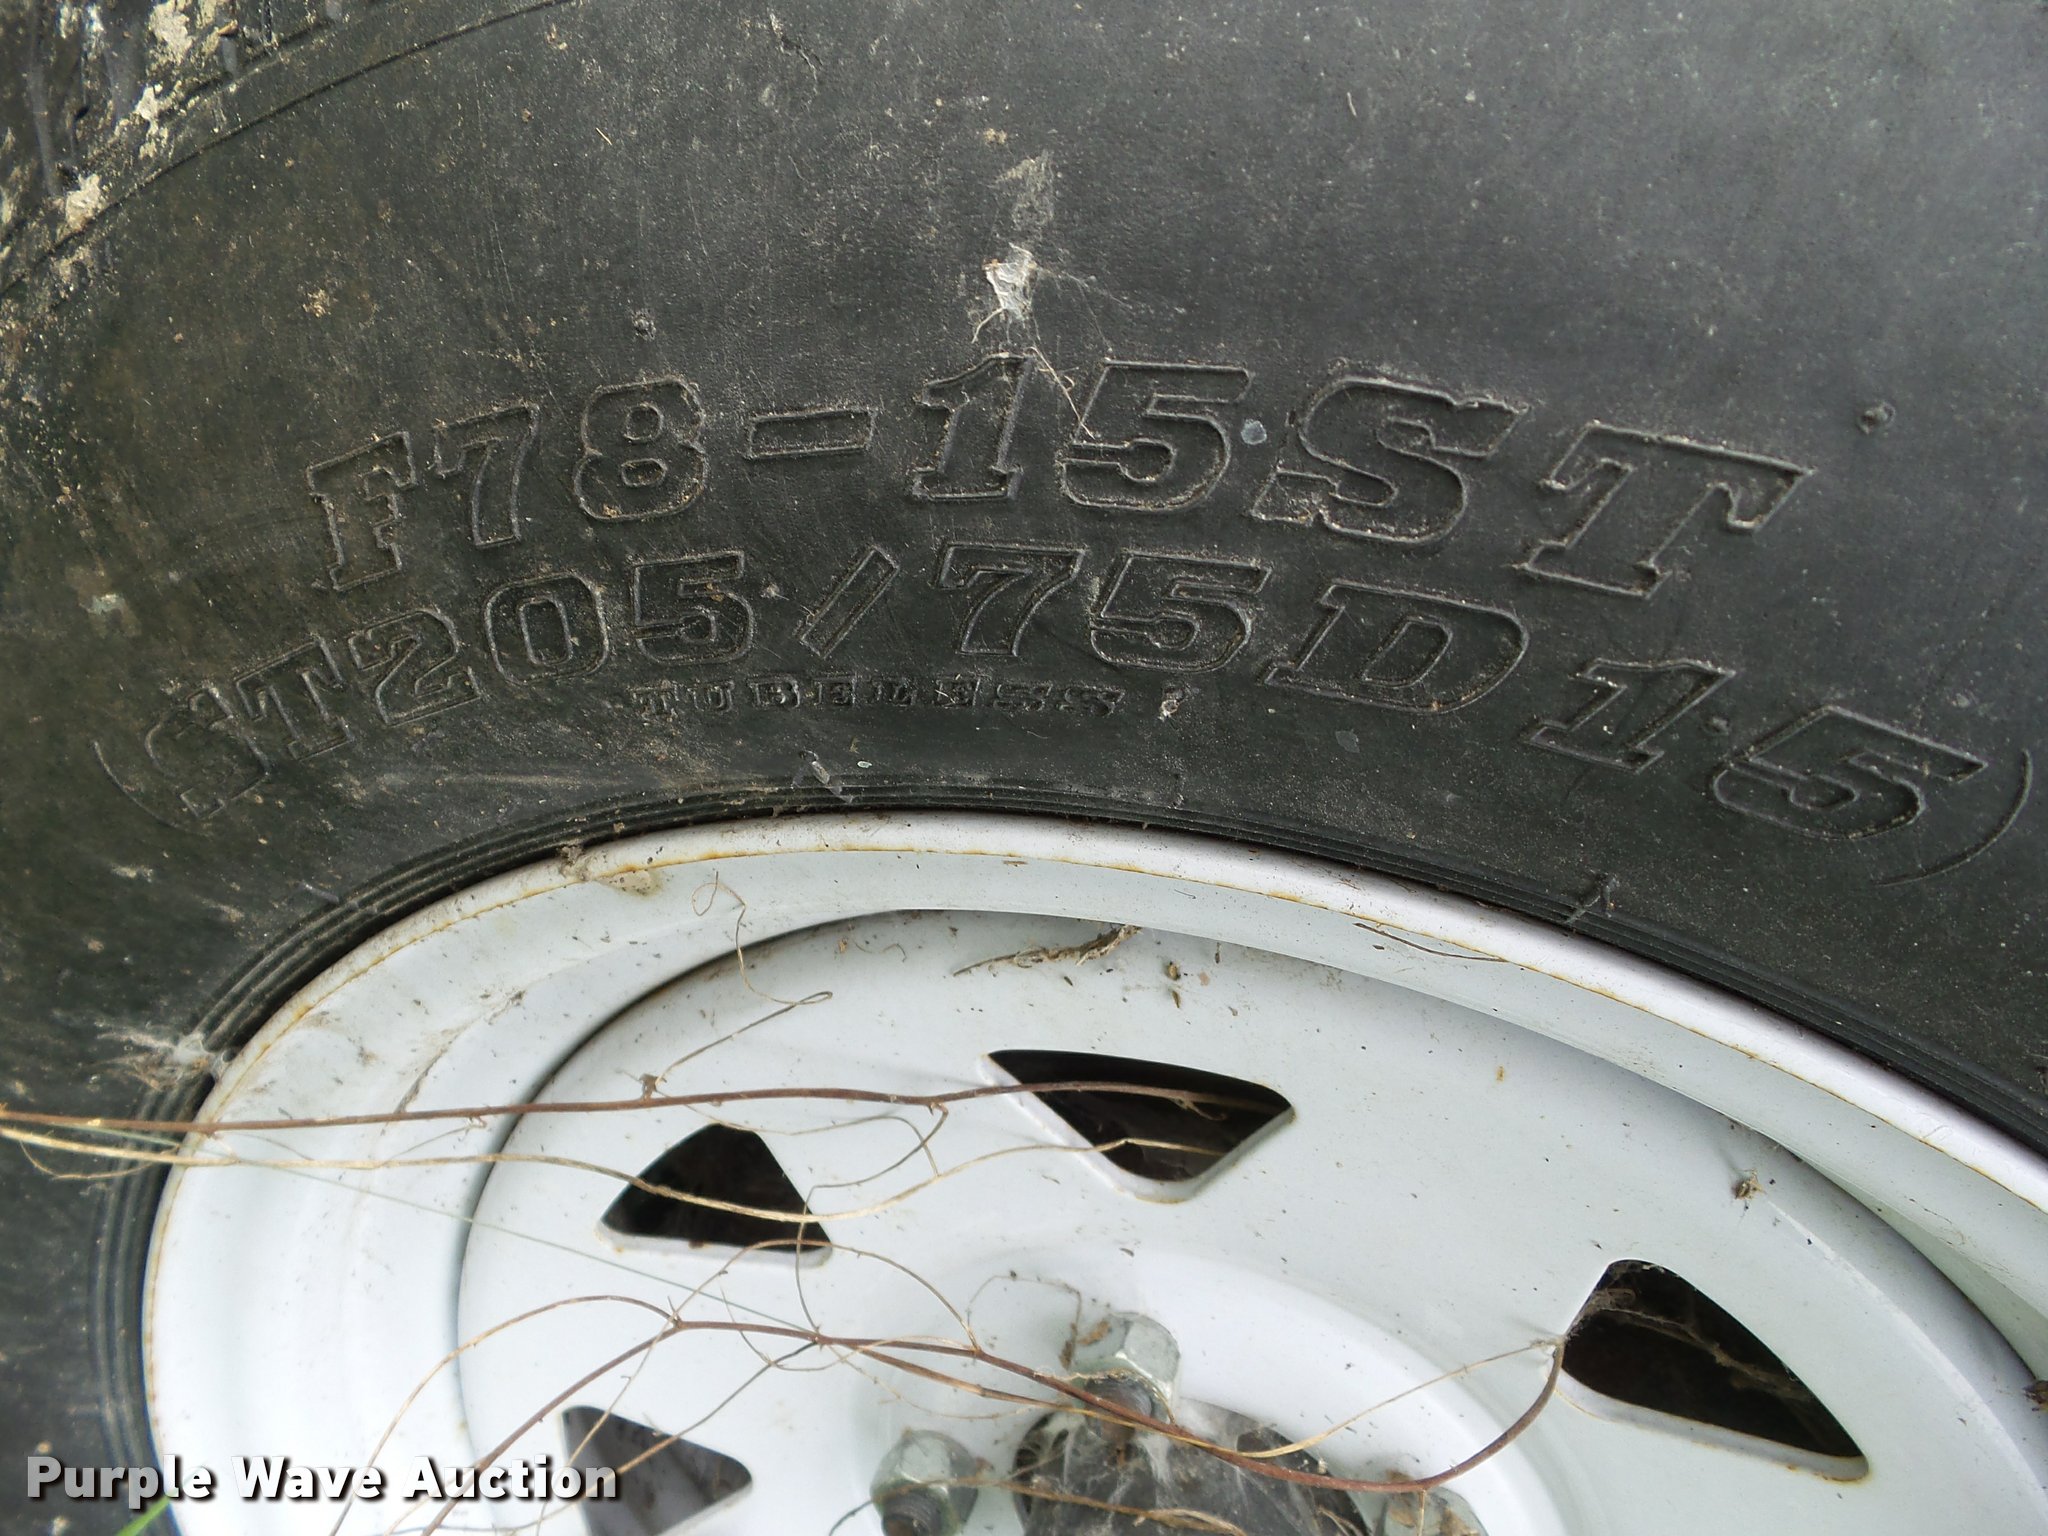 F78-15ST
(ST205/75D15)
TUBELESS
Purple Wave Auction